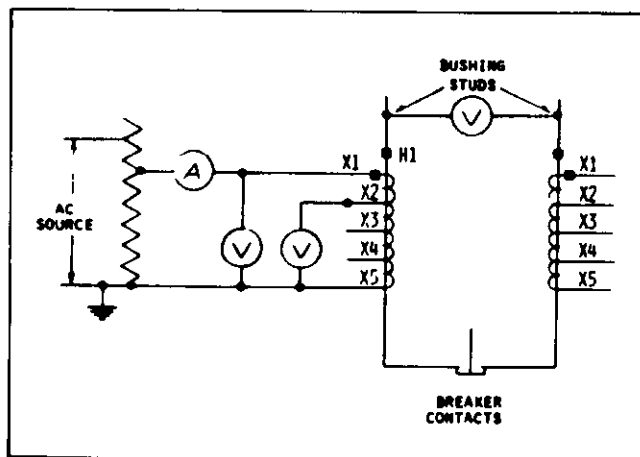 BUSHING
STUDS
V
H1
X1
X1
A
X2
X2
AC
SOURCE
X3
X3
V
V
X4
X4
X5
X5
BREAKER
CONTACTS